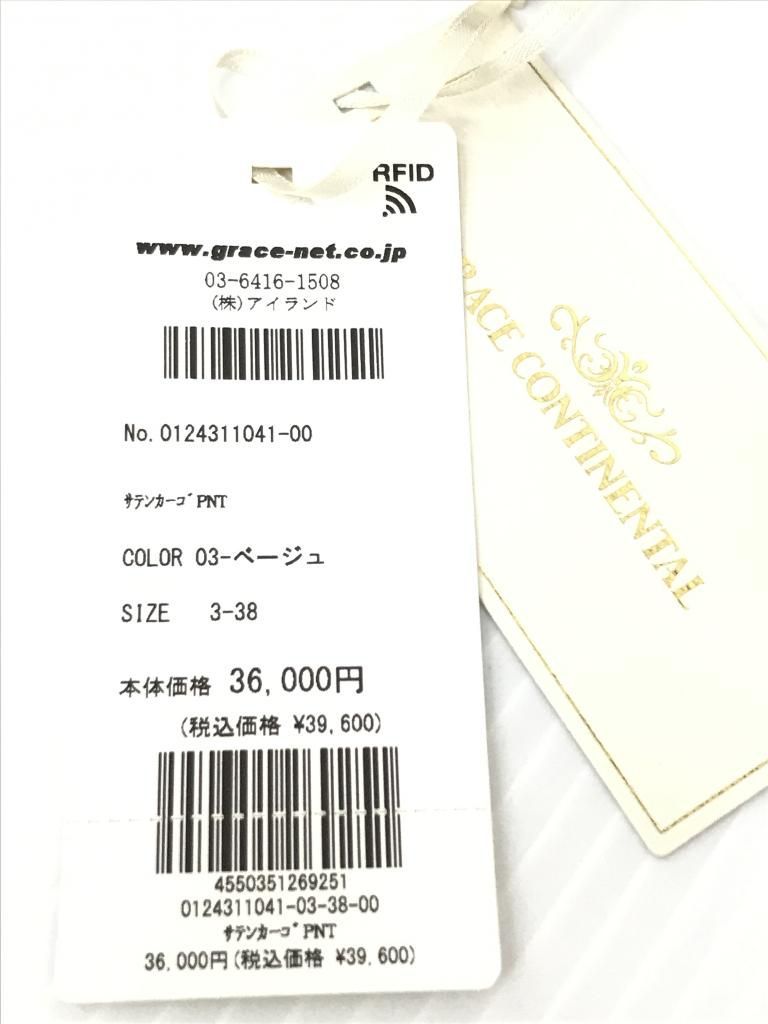 RFID
www.grace-net.co.jp
03-6416-1508
(株)アイランド
No.0124311041-00
ｻﾃﾝｶｰｺﾞPNT
COLOR 03-ベージュ
SIZE 3-38
本体価格 36,000円
(税込価格 ¥39,600)
4550351269251
0124311041-03-38-00
ｻﾃﾝｶｰｺﾞPNT
36,000円(税込価格 ¥39,600)
GRACE CONTINENTAL